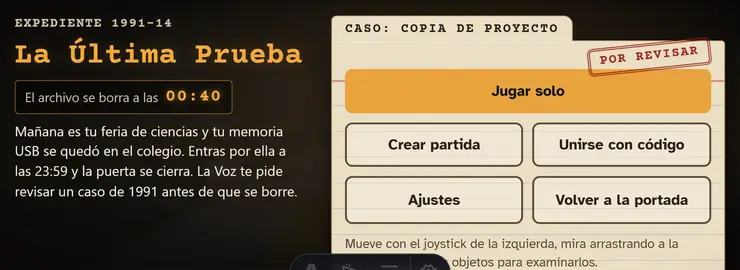 EXPEDIENTE 1991-14
La Última Prueba
El archivo se borra a las 00:40
Mañana es tu feria de ciencias y tu memoria
USB se quedó en el colegio. Entras por ella a
las 23:59 y la puerta se cierra. La Voz te pide
revisar un caso de 1991 antes de que se borre.
CASO: COPIA DE PROYECTO
POR REVISAR
Jugar solo
Crear partida
Unirse con código
Ajustes
Volver a la portada
Mueve con el joystick de la izquierda, mira arrastrando a la
objetos para examinarlos.